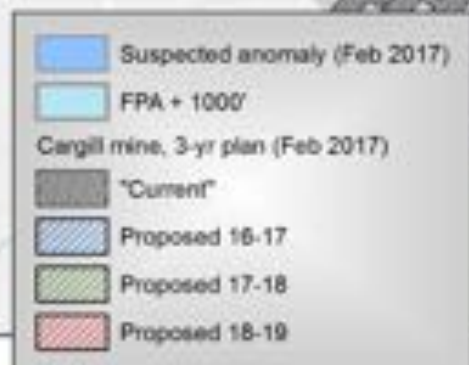 Suspected anomaly (Feb 2017)
FPA + 1000'
Cargill mine, 3-yr plan (Feb 2017)
"Current"
Proposed 16-17
Proposed 17-18
Proposed 18-19